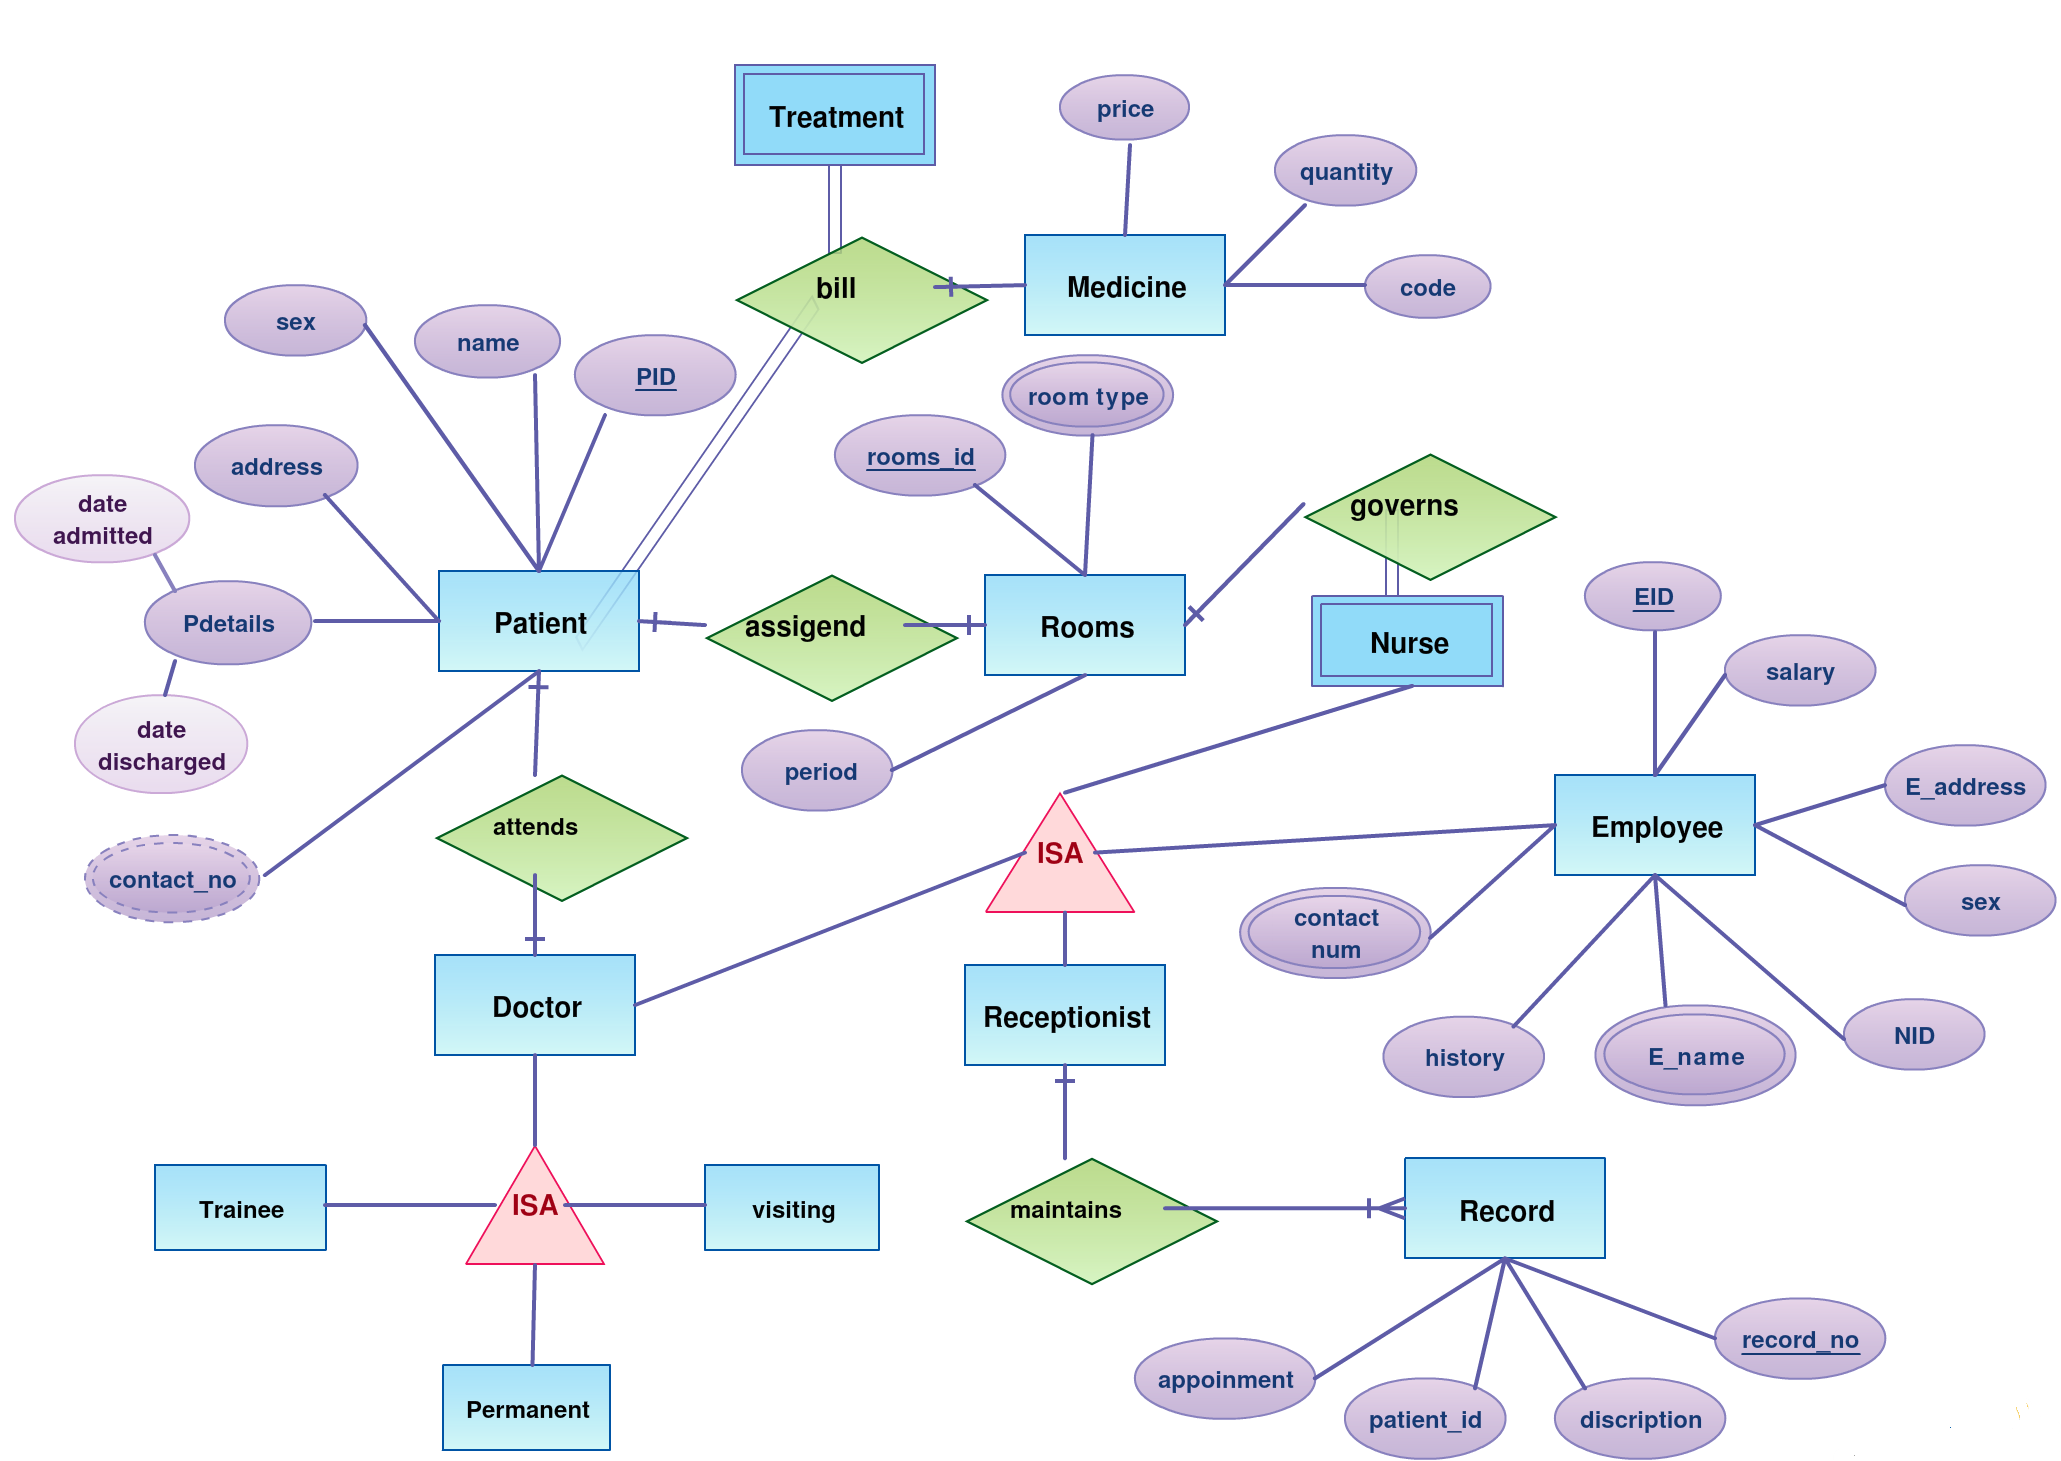 Treatment
price
quantity
bill
Medicine
code
sex
name
PID
room type
address
rooms_id
date
admitted
governs
Pdetails
Patient
assigend
Rooms
Nurse
EID
salary
date
discharged
period
E_address
attends
ISA
Employee
contact_no
sex
contact
num
Doctor
Receptionist
history
E_name
NID
Trainee
ISA
visiting
maintains
Record
Permanent
appoinment
patient_id
discription
record_no